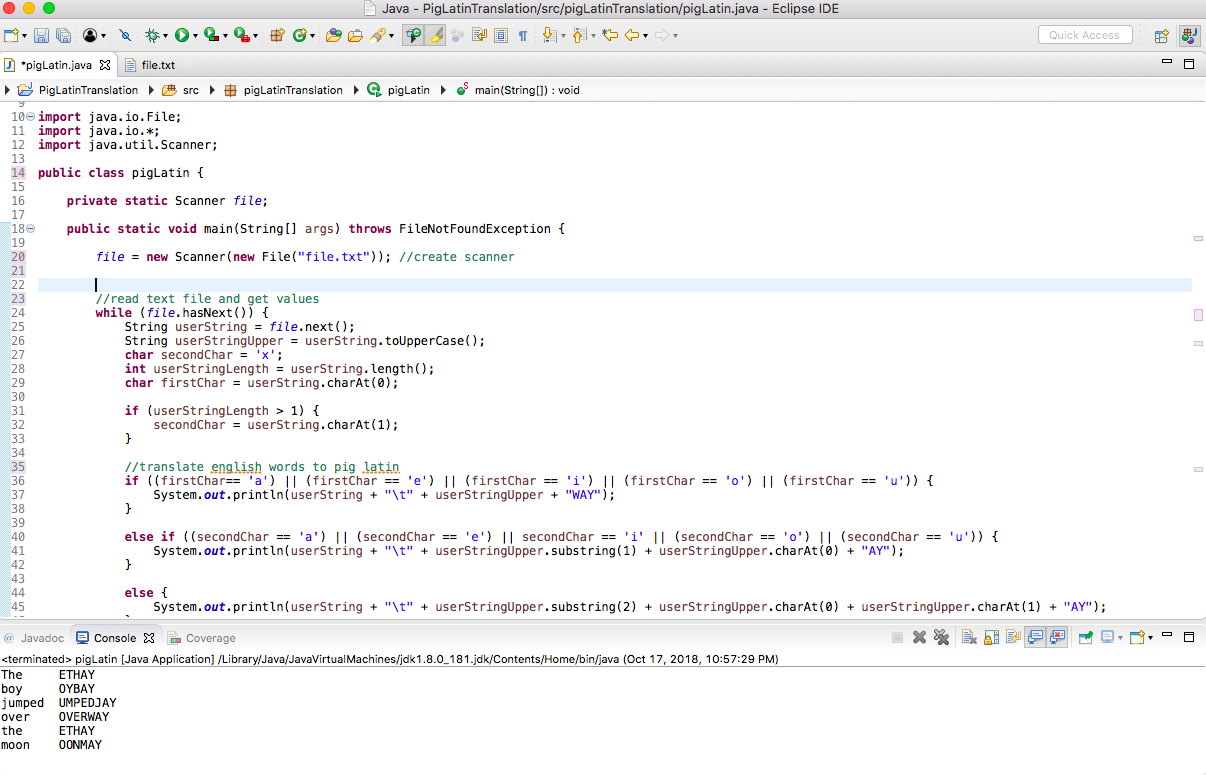 Java - PigLatinTranslation/src/pigLatinTranslation/pigLatin.java - Eclipse IDE
Quick Access
*pigLatin.java file.txt
PigLatinTranslation src pigLatinTranslation pigLatin main(String[]) : void
9
10 import java.io.File;
11 import java.io.*;
12 import java.util.Scanner;
13
14 public class pigLatin {
15
16 private static Scanner file;
17
18 public static void main(String[] args) throws FileNotFoundException {
19
20 file = new Scanner(new File("file.txt")); //create scanner
21
22
23 //read text file and get values
24 while (file.hasNext()) {
25 String userString = file.next();
26 String userStringUpper = userString.toUpperCase();
27 char secondChar = 'x';
28 int userStringLength = userString.length();
29 char firstChar = userString.charAt(0);
30
31 if (userStringLength > 1) {
32 secondChar = userString.charAt(1);
33 }
34
35 //translate english words to pig latin
36 if ((firstChar== 'a') || (firstChar == 'e') || (firstChar == 'i') || (firstChar == 'o') || (firstChar == 'u')) {
37 System.out.println(userString + "\t" + userStringUpper + "WAY");
38 }
39
40 else if ((secondChar == 'a') || (secondChar == 'e') || secondChar == 'i' || (secondChar == 'o') || (secondChar == 'u')) {
41 System.out.println(userString + "\t" + userStringUpper.substring(1) + userStringUpper.charAt(0) + "AY");
42 }
43
44 else {
45 System.out.println(userString + "\t" + userStringUpper.substring(2) + userStringUpper.charAt(0) + userStringUpper.charAt(1) + "AY");
@ Javadoc Console Coverage
<terminated> pigLatin [Java Application] /Library/Java/JavaVirtualMachines/jdk1.8.0_181.jdk/Contents/Home/bin/java (Oct 17, 2018, 10:57:29 PM)
The ETHAY
boy OYBAY
jumped UMPEDJAY
over OVERWAY
the ETHAY
moon OONMAY